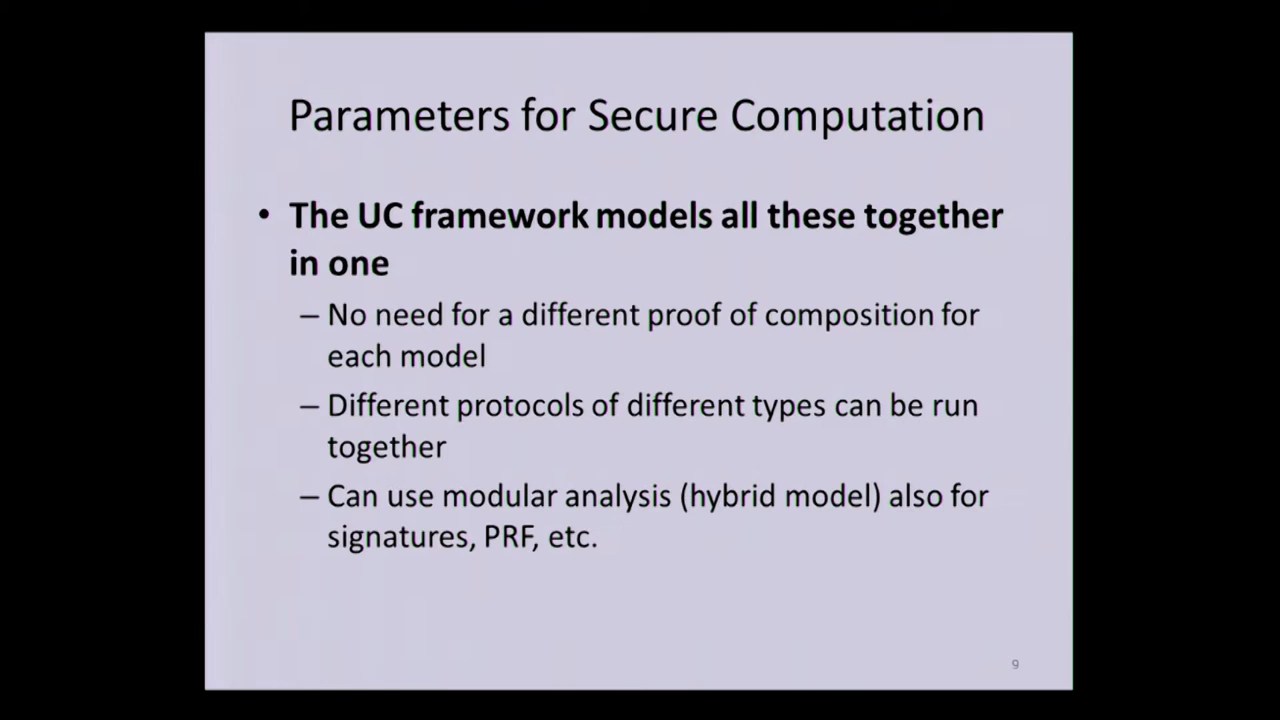 Parameters for Secure Computation
• The UC framework models all these together
in one
– No need for a different proof of composition for
each model
– Different protocols of different types can be run
together
– Can use modular analysis (hybrid model) also for
signatures, PRF, etc.
9